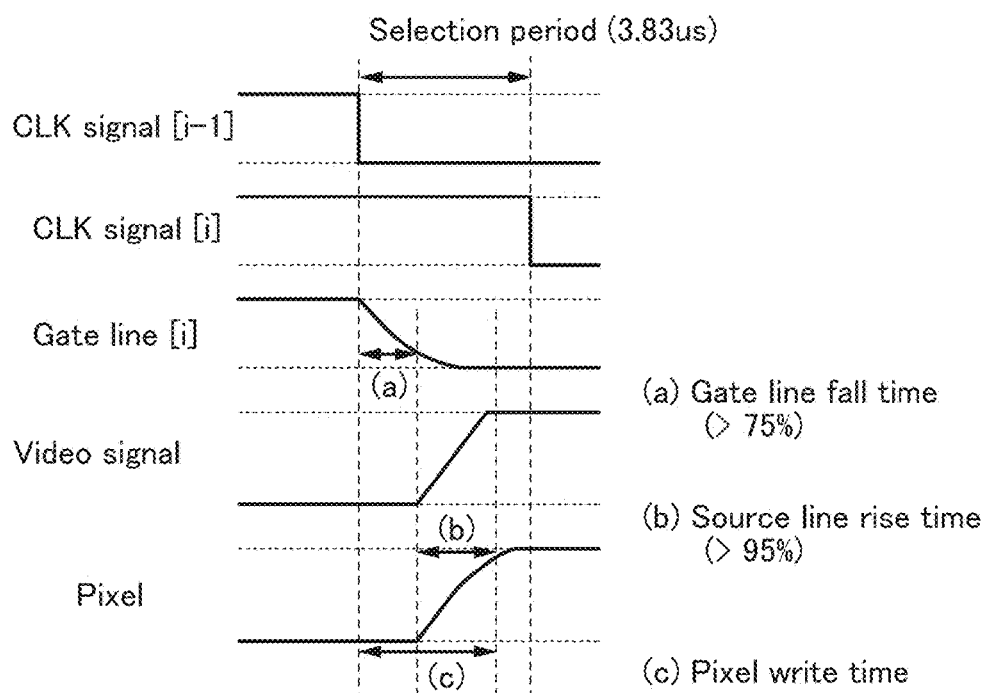 Selection period (3.83us)
CLK signal [i-1]
CLK signal [i]
Gate line [i]
(a)
(a) Gate line fall time
(> 75%)
Video signal
(b)
(b) Source line rise time
(> 95%)
Pixel
(c)
(c) Pixel write time